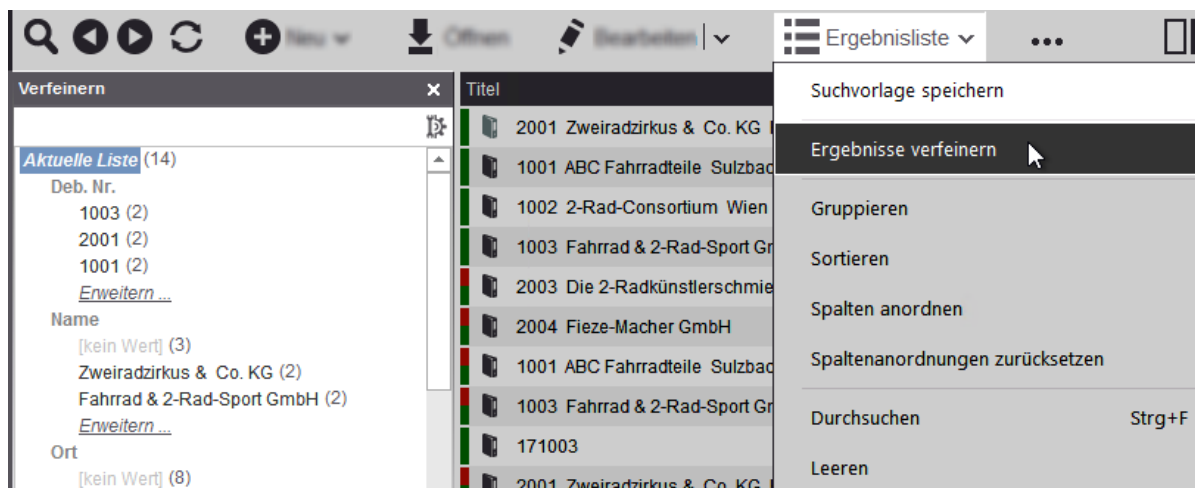 Ergebnisliste
Verfeinern
Aktuelle Liste (14)
Deb. Nr.
1003 (2)
2001 (2)
1001 (2)
Erweitern ...
Name
[kein Wert] (3)
Zweiradzirkus & Co. KG (2)
Fahrrad & 2-Rad-Sport GmbH (2)
Erweitern ...
Ort
[kein Wert] (8)
Titel
2001 Zweiradzirkus & Co. KG
1001 ABC Fahrradteile Sulzbac
1002 2-Rad-Consortium Wien
1003 Fahrrad & 2-Rad-Sport Gr
2003 Die 2-Radkünstlerschmie
2004 Fieze-Macher GmbH
1001 ABC Fahrradteile Sulzbac
1003 Fahrrad & 2-Rad-Sport Gr
171003
2001 Zweiradzirkus & Co. KG
Suchvorlage speichern
Ergebnisse verfeinern
Gruppieren
Sortieren
Spalten anordnen
Spaltenanordnungen zurücksetzen
Durchsuchen Strg+F
Leeren